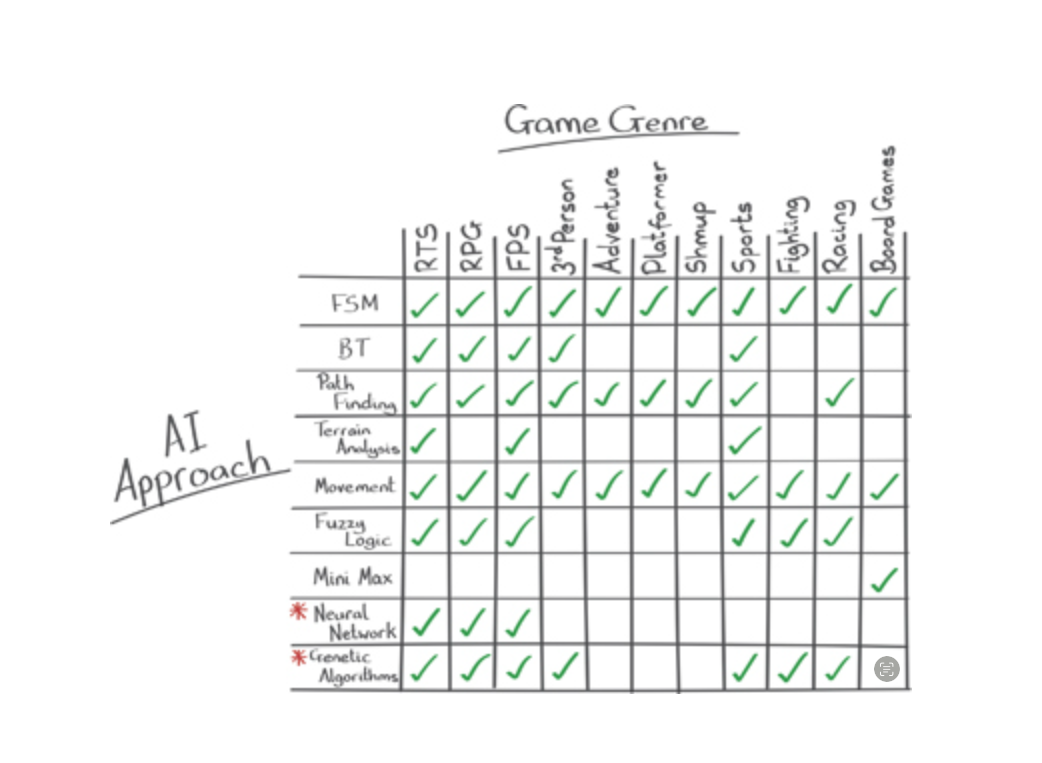 Game Genre
RTS
RPG
FPS
3rd Person
Adventure
Platformer
Shmup
Sports
Fighting
Racing
Board Games
AI
Approach
FSM ✓ ✓ ✓ ✓ ✓ ✓ ✓ ✓ ✓ ✓ ✓
BT ✓ ✓ ✓ ✓ ✓
Path
Finding ✓ ✓ ✓ ✓ ✓ ✓ ✓ ✓ ✓
Terrain
Analysis ✓ ✓ ✓
Movement ✓ ✓ ✓ ✓ ✓ ✓ ✓ ✓ ✓ ✓ ✓
Fuzzy
Logic ✓ ✓ ✓ ✓ ✓ ✓
Mini Max ✓
* Neural
Network ✓ ✓ ✓
* Genetic
Algorithms ✓ ✓ ✓ ✓ ✓ ✓ ✓